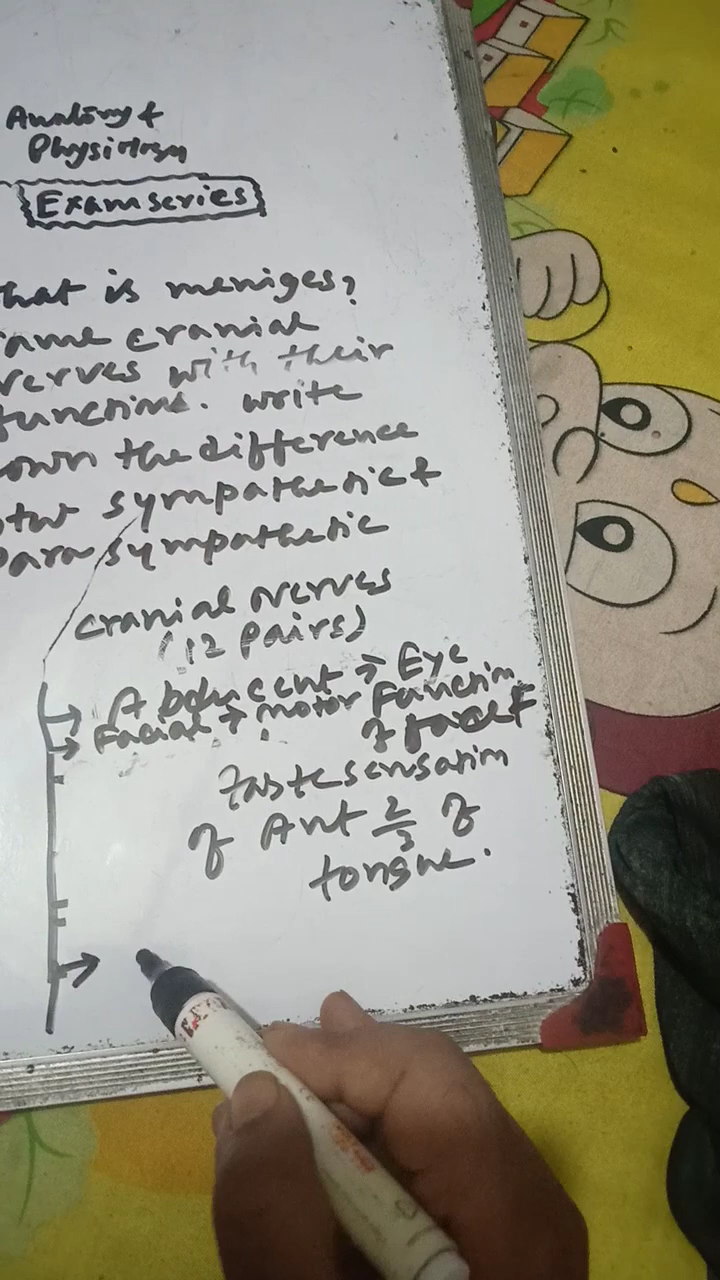 Anatomy &
Physiology
Exam series
hat is meniges?
ame cranial
nerves with their
functions. write
own the difference
btw sympathetic &
para sympathetic
cranial nerves
(12 pairs)
Abducent → Eye
Facial → motor Function
of face &
taste sensation
of Ant 2/3 of
tongue.